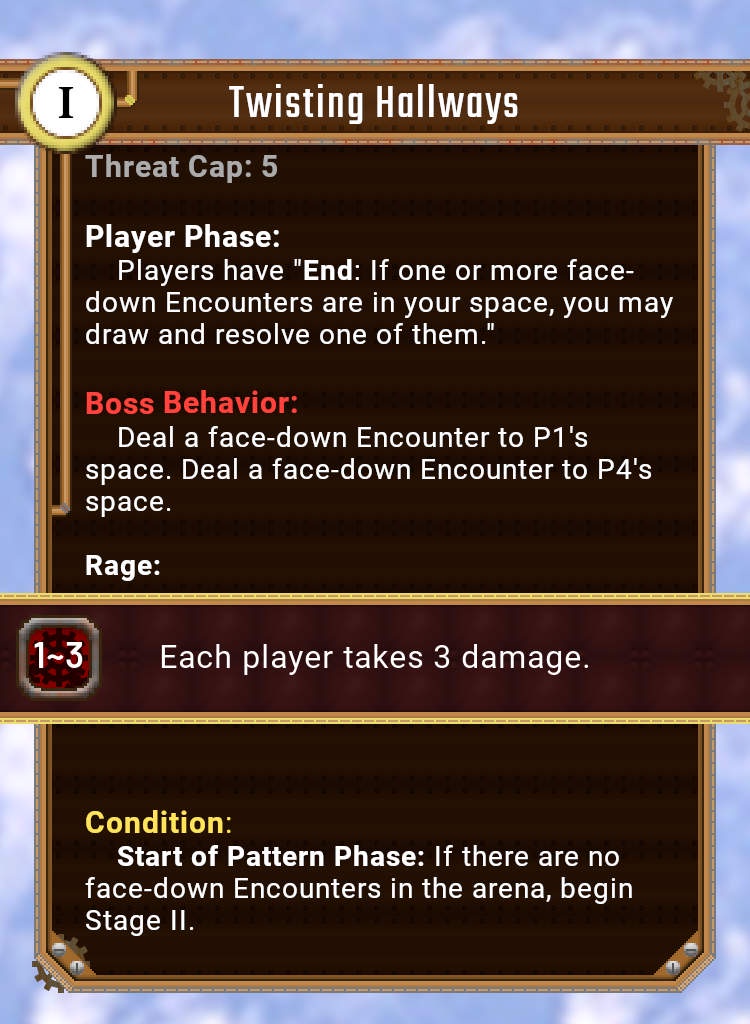 I
Twisting Hallways
Threat Cap: 5
Player Phase:
Players have "End: If one or more face-
down Encounters are in your space, you may
draw and resolve one of them."
Boss Behavior:
Deal a face-down Encounter to P1's
space. Deal a face-down Encounter to P4's
space.
Rage:
1~3
Each player takes 3 damage.
Condition:
Start of Pattern Phase: If there are no
face-down Encounters in the arena, begin
Stage II.